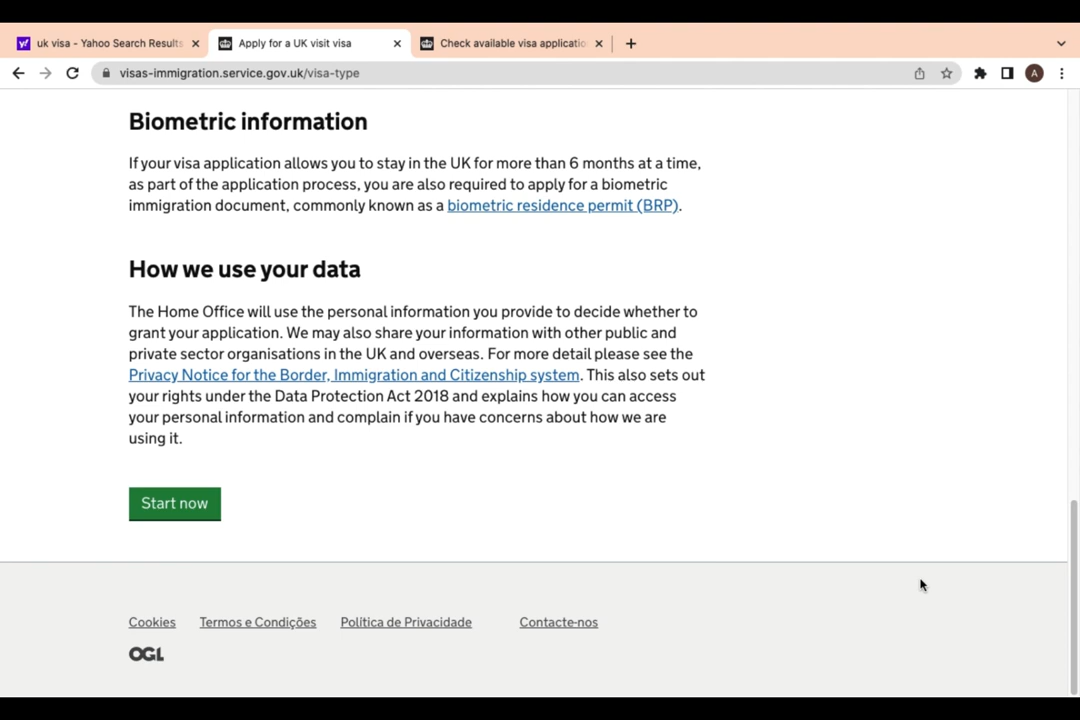 uk visa - Yahoo Search Results
Apply for a UK visit visa
Check available visa applicatio
visas-immigration.service.gov.uk/visa-type
A
Biometric information
If your visa application allows you to stay in the UK for more than 6 months at a time,
as part of the application process, you are also required to apply for a biometric
immigration document, commonly known as a biometric residence permit (BRP).
How we use your data
The Home Office will use the personal information you provide to decide whether to
grant your application. We may also share your information with other public and
private sector organisations in the UK and overseas. For more detail please see the
Privacy Notice for the Border, Immigration and Citizenship system. This also sets out
your rights under the Data Protection Act 2018 and explains how you can access
your personal information and complain if you have concerns about how we are
using it.
Start now
Cookies Termos e Condições Política de Privacidade Contacte-nos
OGL